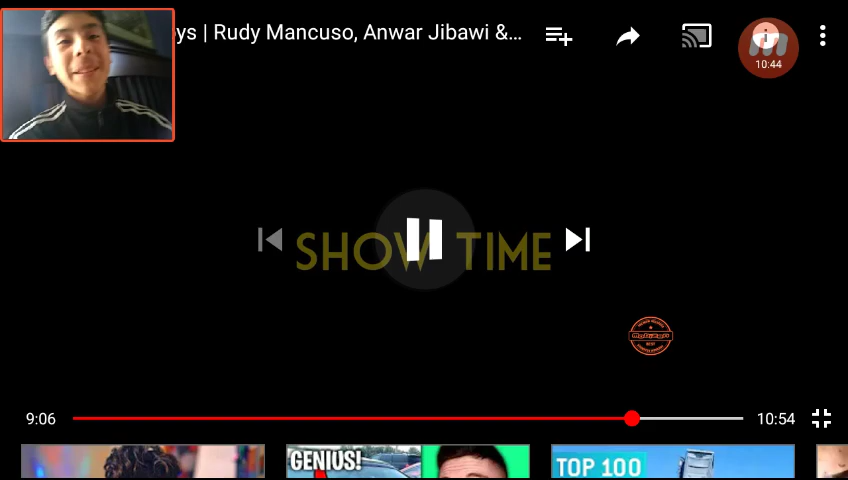 ys | Rudy Mancuso, Anwar Jibawi &...
10:44
SHOW TIME
9:06
10:54
GENIUS!
TOP 100